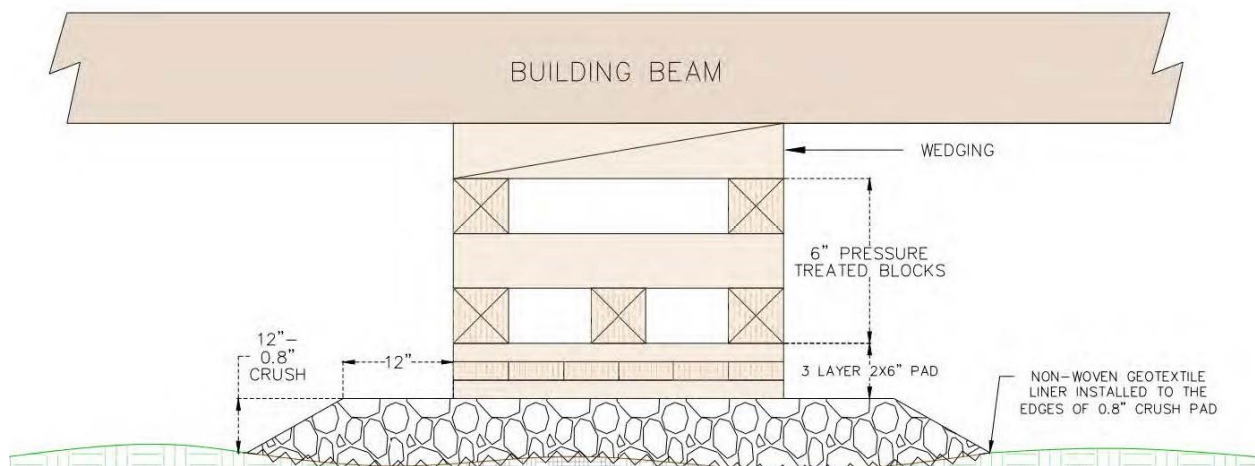 BUILDING BEAM
WEDGING
6" PRESSURE
TREATED BLOCKS
12"-
0.8"
CRUSH
12"
3 LAYER 2X6" PAD
NON-WOVEN GEOTEXTILE
LINER INSTALLED TO THE
EDGES OF 0.8" CRUSH PAD